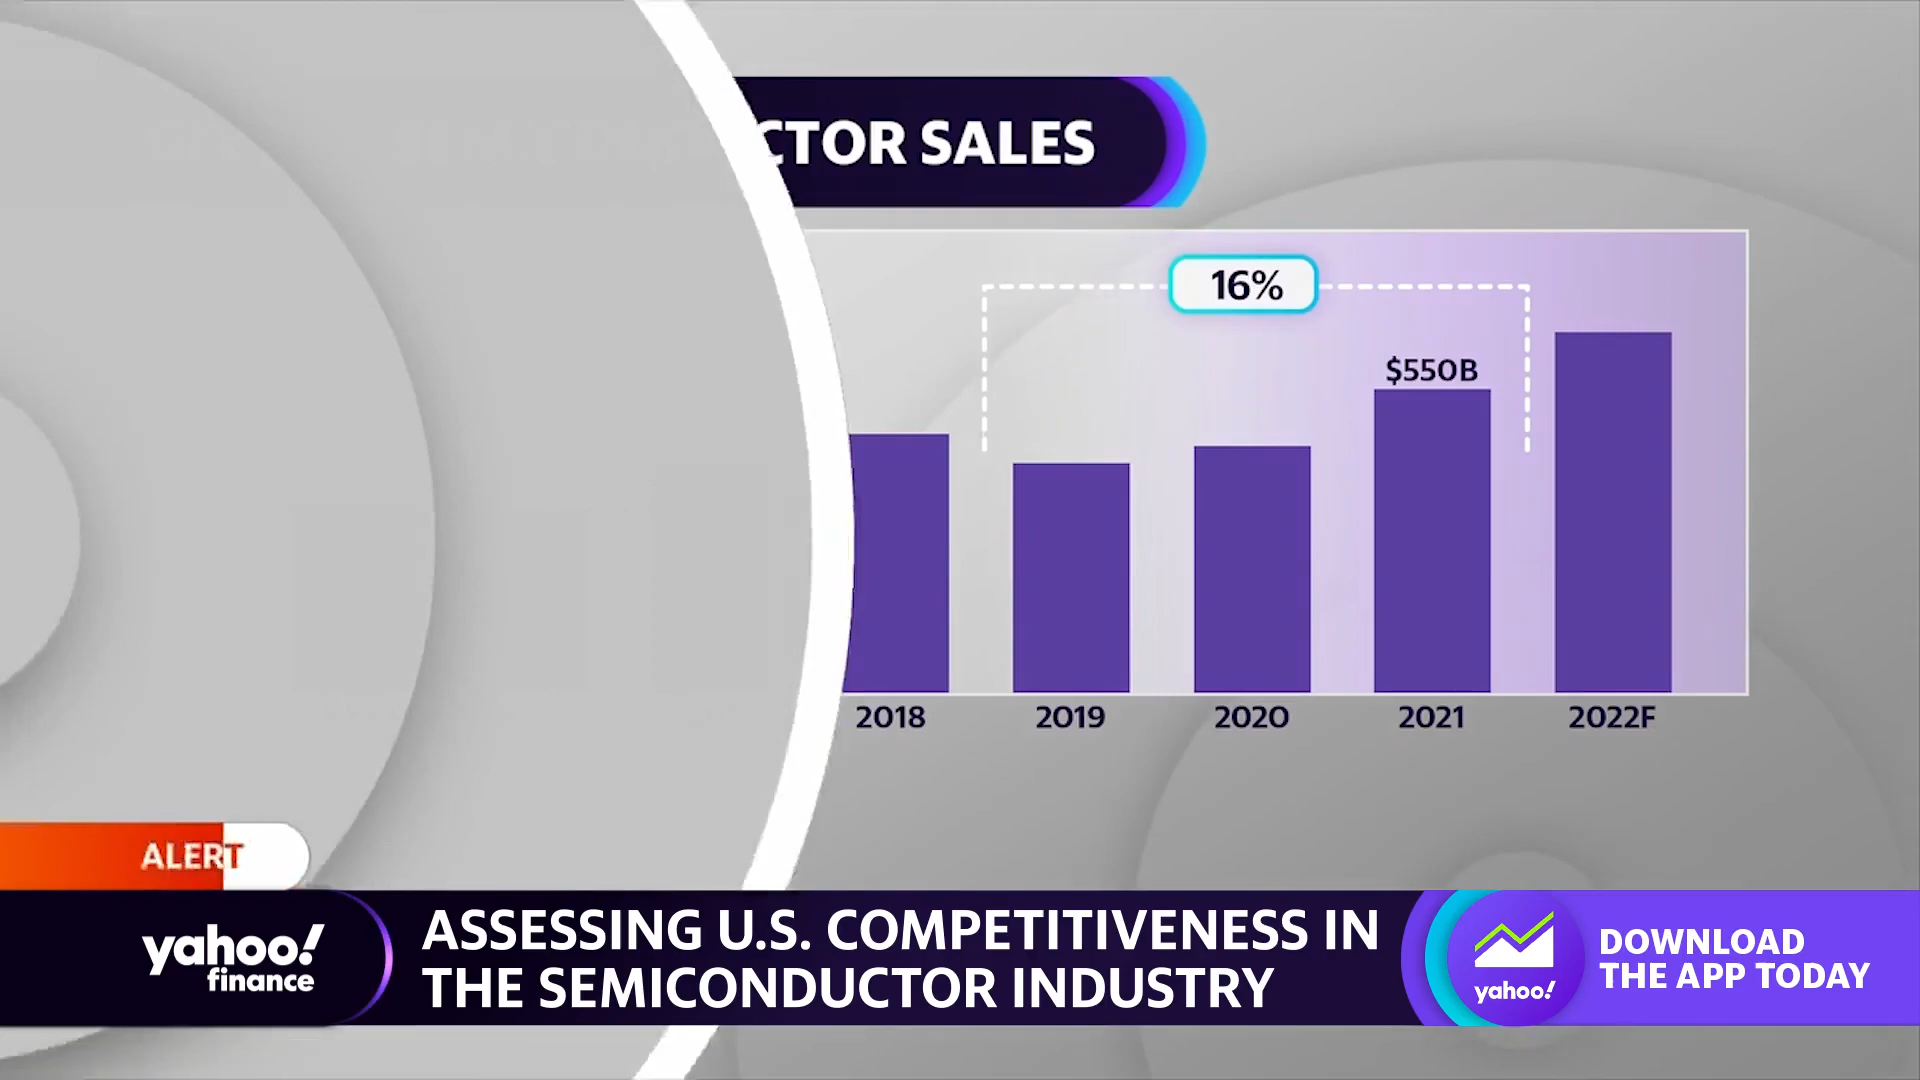 CTOR SALES
16%
$550B
2018 2019 2020 2021 2022F
ALERT
yahoo!
finance
ASSESSING U.S. COMPETITIVENESS IN
THE SEMICONDUCTOR INDUSTRY
yahoo!
DOWNLOAD
THE APP TODAY